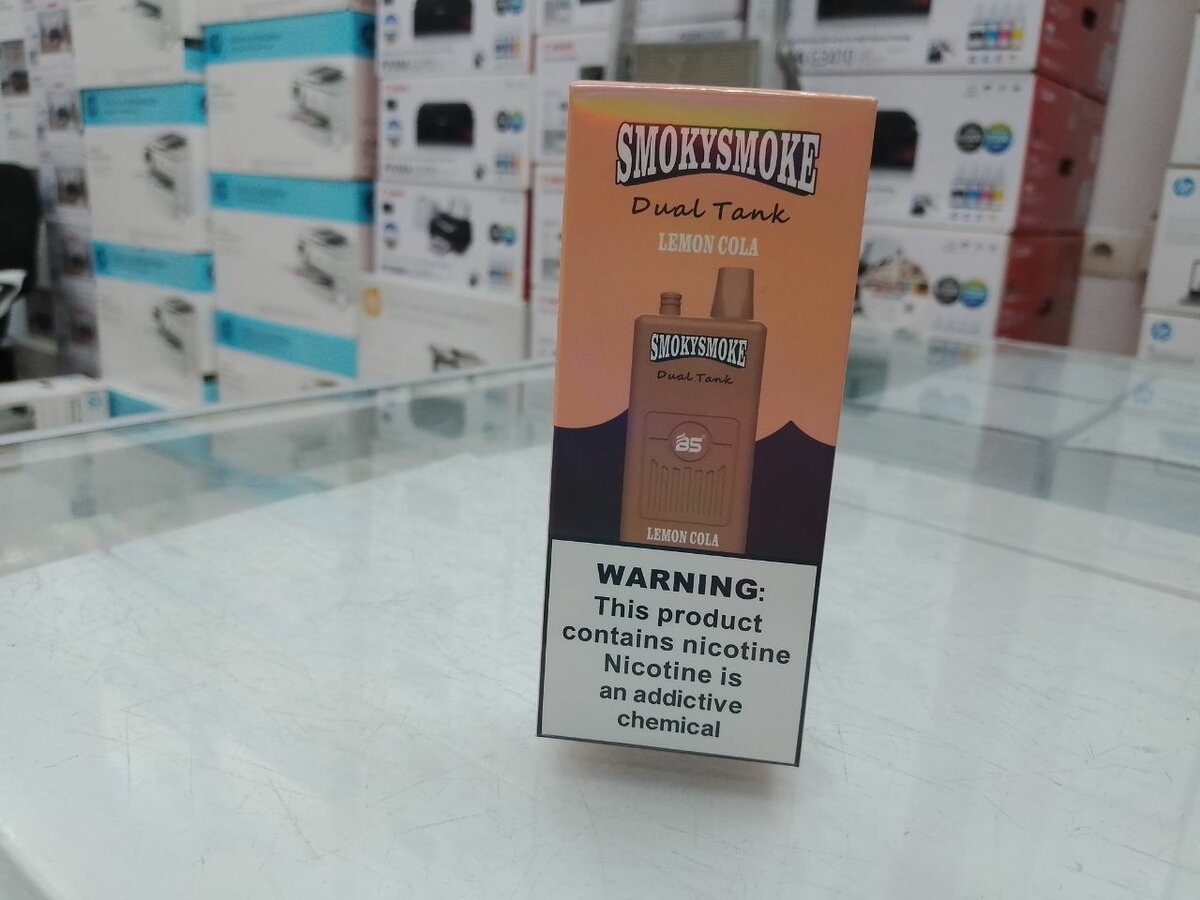 SMOKYSMOKE
Dual Tank
LEMON COLA
SMOKYSMOKE
Dual Tank
LEMON COLA
WARNING:
This product
contains nicotine
Nicotine is
an addictive
chemical